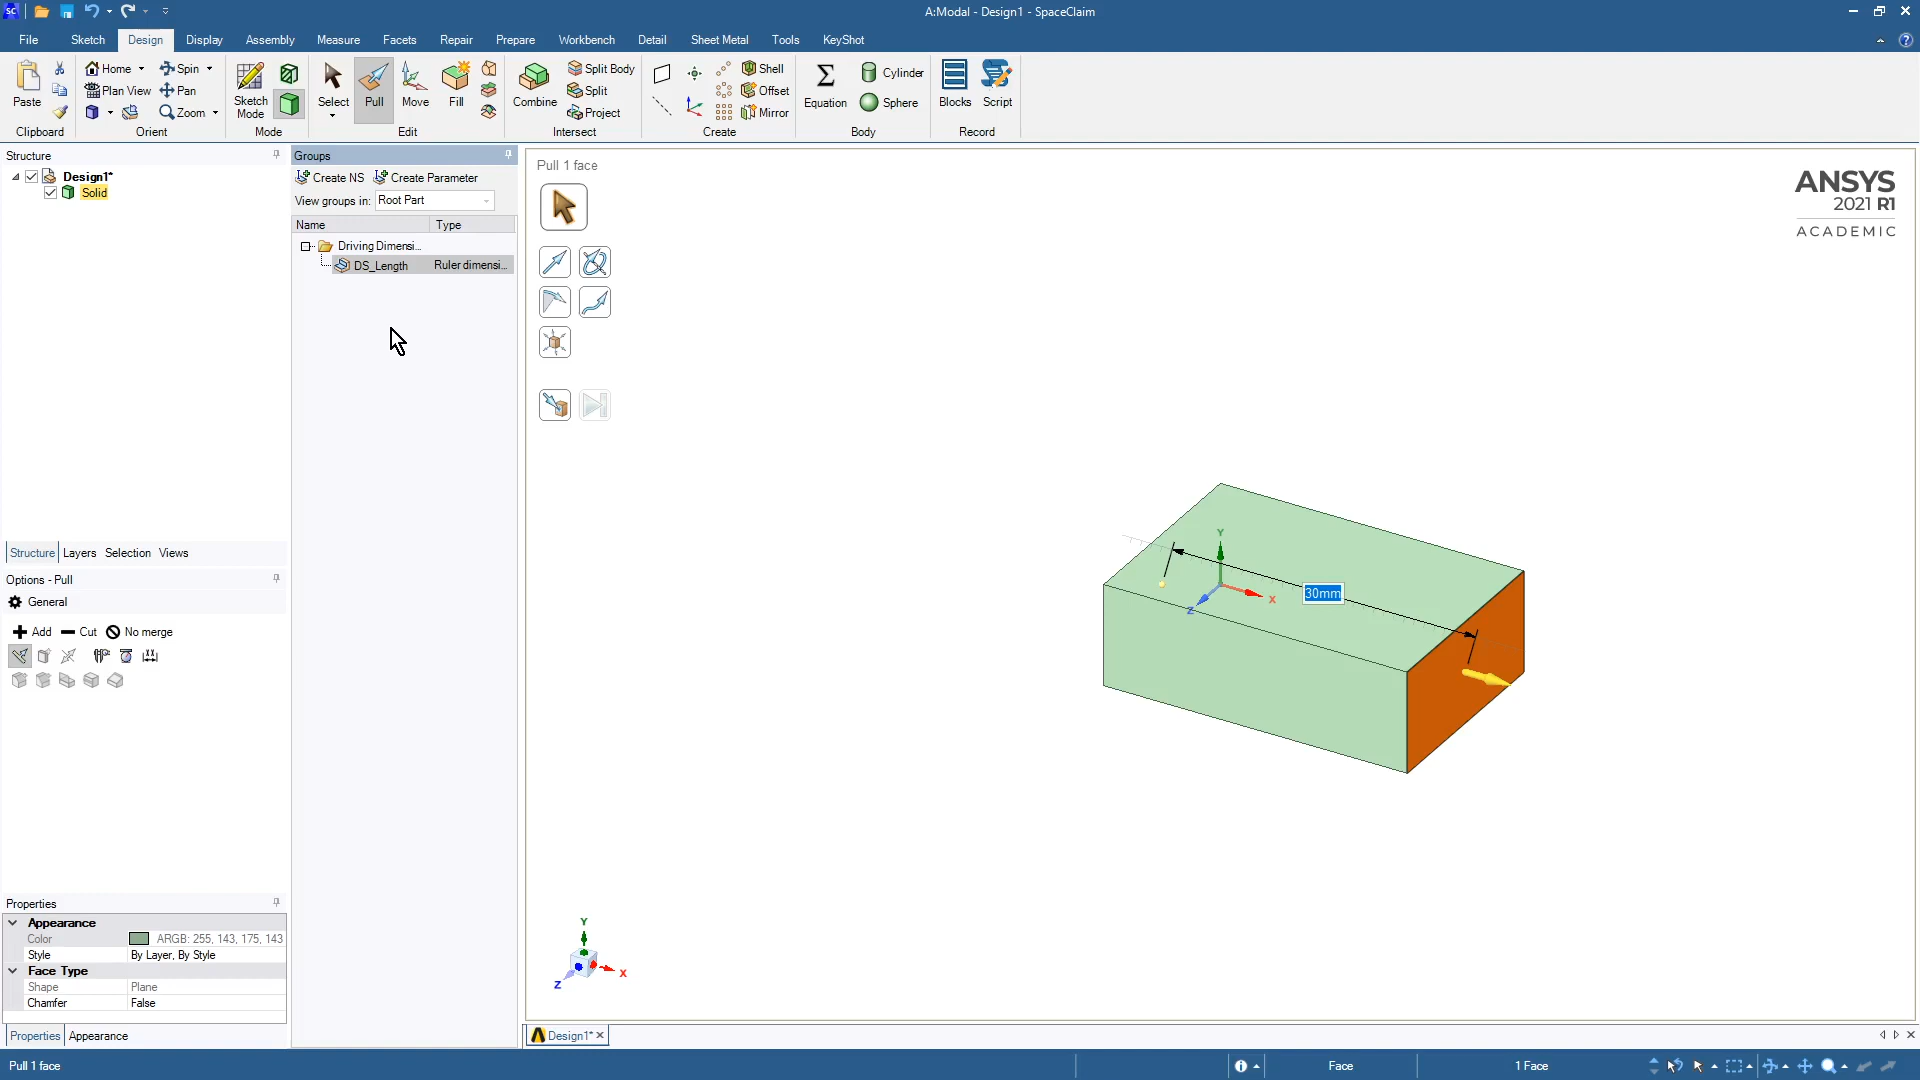 SC
A:Modal - Design1 - SpaceClaim
File Sketch Design Display Assembly Measure Facets Repair Prepare Workbench Detail Sheet Metal Tools KeyShot
Home Spin Split Body Shell Cylinder
Plan View Pan Split Offset
Zoom Project Mirror Sphere
Paste Sketch Mode Select Pull Move Fill Combine Equation Blocks Script
Clipboard Orient Mode Edit Intersect Create Body Record
Structure
Design1*
Solid
Structure Layers Selection Views
Options - Pull
General
Add Cut No merge
Properties
Appearance
Color ARGB: 255, 143, 175, 143
Style By Layer, By Style
Face Type
Shape Plane
Chamfer False
Properties Appearance
Groups
Create NS Create Parameter
View groups in: Root Part
Name Type
Driving Dimensi...
DS_Length Ruler dimensi...
Pull 1 face
ANSYS
2021 R1
ACADEMIC
Y
X
Z
30mm
Y
X
Z
Design1*
Pull 1 face Face 1 Face